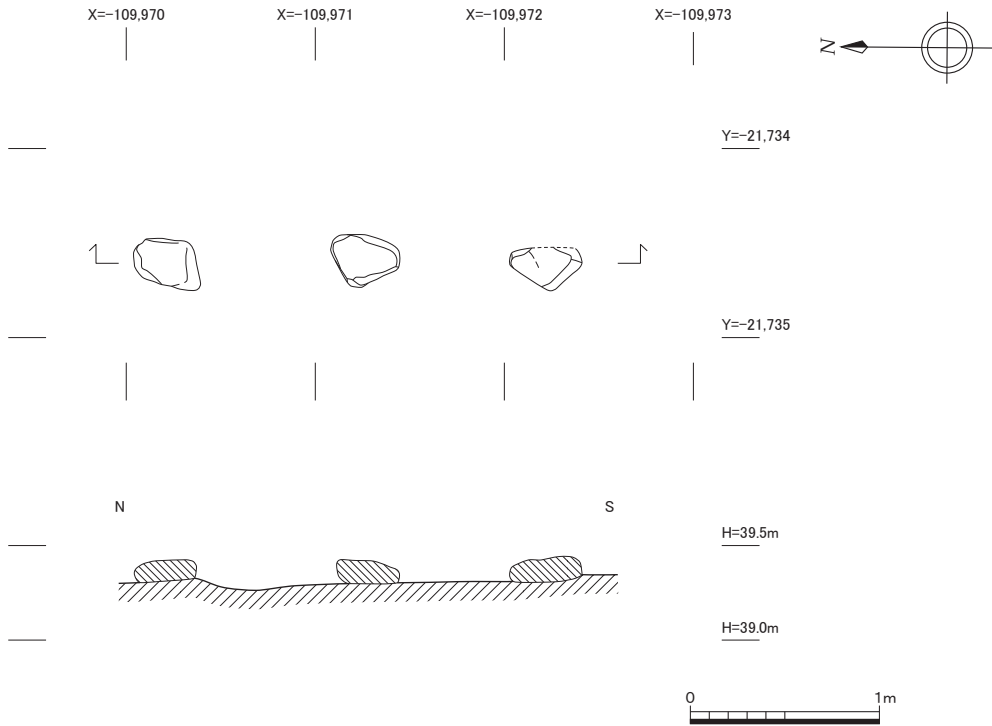 X=-109,970 X=-109,971 X=-109,972 X=-109,973
N
Y=-21,734
Y=-21,735
N S
H=39.5m
H=39.0m
0 1m